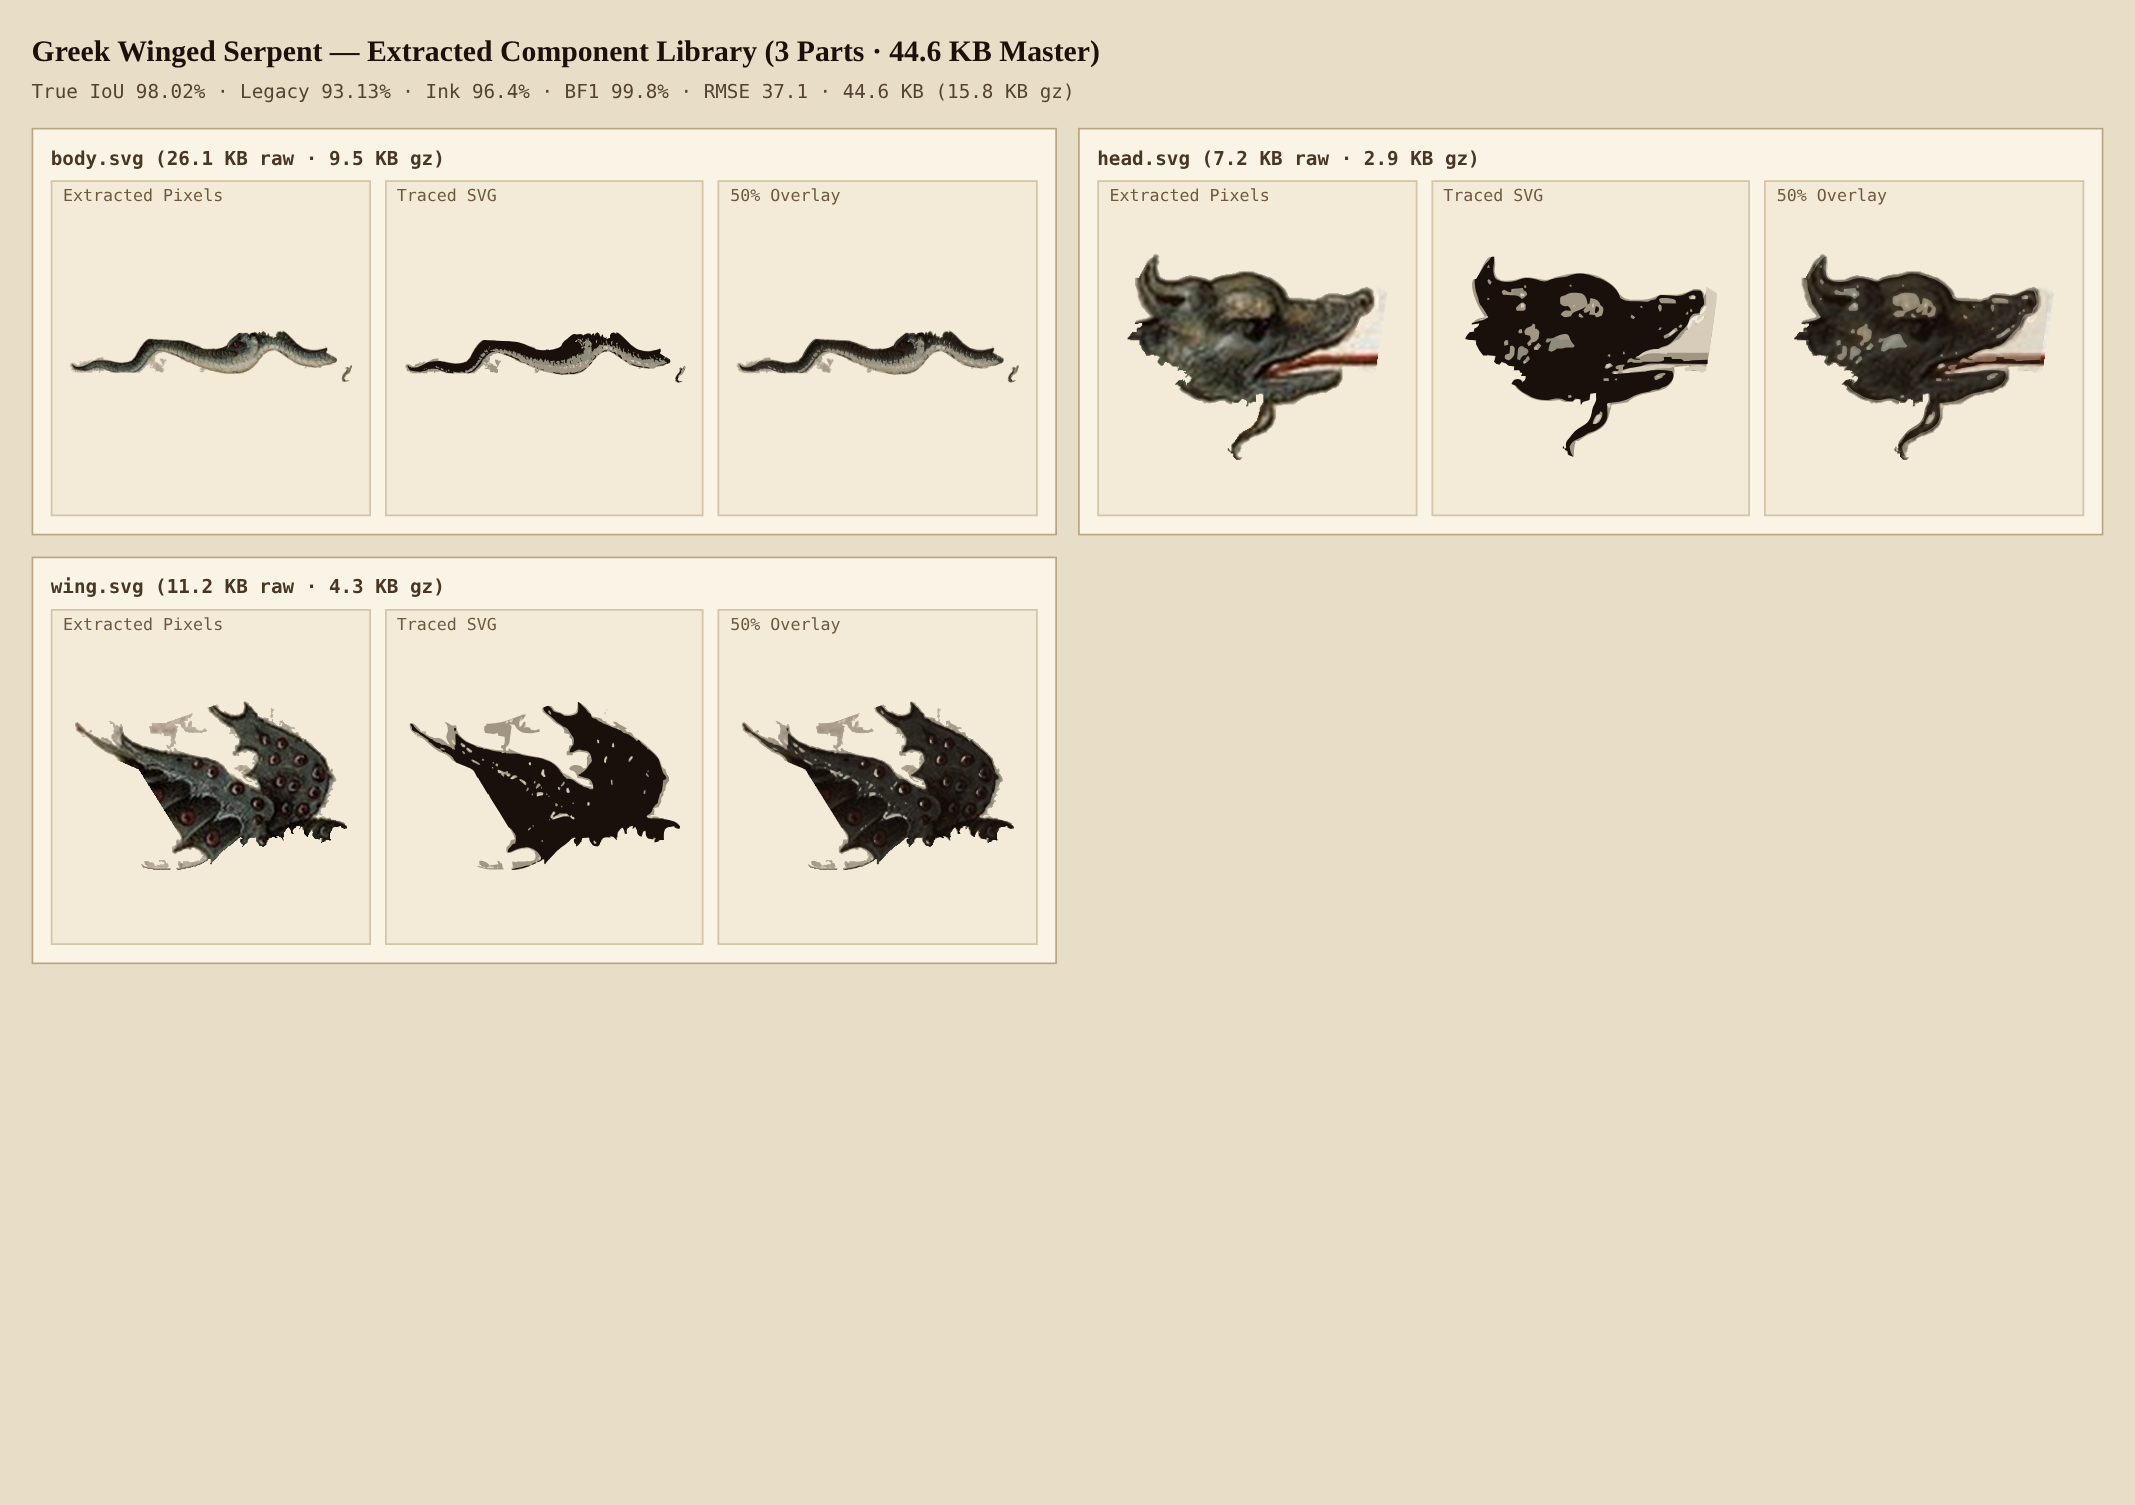 Greek Winged Serpent — Extracted Component Library (3 Parts · 44.6 KB Master)
True IoU 98.02% · Legacy 93.13% · Ink 96.4% · BF1 99.8% · RMSE 37.1 · 44.6 KB (15.8 KB gz)
body.svg (26.1 KB raw · 9.5 KB gz)
Extracted Pixels
Traced SVG
50% Overlay
head.svg (7.2 KB raw · 2.9 KB gz)
Extracted Pixels
Traced SVG
50% Overlay
wing.svg (11.2 KB raw · 4.3 KB gz)
Extracted Pixels
Traced SVG
50% Overlay